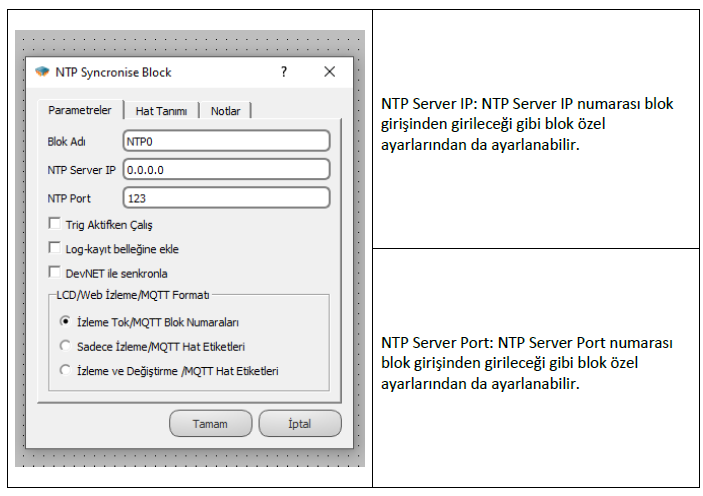 NTP Syncronise Block
?
Parametreler
Hat Tanımı
Notlar
Blok Adı
NTP0
NTP Server IP
0.0.0.0
NTP Port
123
Trig Aktifken Çalış
Log-kayıt belleğine ekle
DevNET ile senkronla
LCD/Web İzleme/MQTT Formatı
İzleme Tok/MQTT Blok Numaraları
Sadece İzleme/MQTT Hat Etiketleri
İzleme ve Değiştirme /MQTT Hat Etiketleri
Tamam
İptal
NTP Server IP: NTP Server IP numarası blok
girişinden girileceği gibi blok özel
ayarlarından da ayarlanabilir.
NTP Server Port: NTP Server Port numarası
blok girişinden girileceği gibi blok özel
ayarlarından da ayarlanabilir.